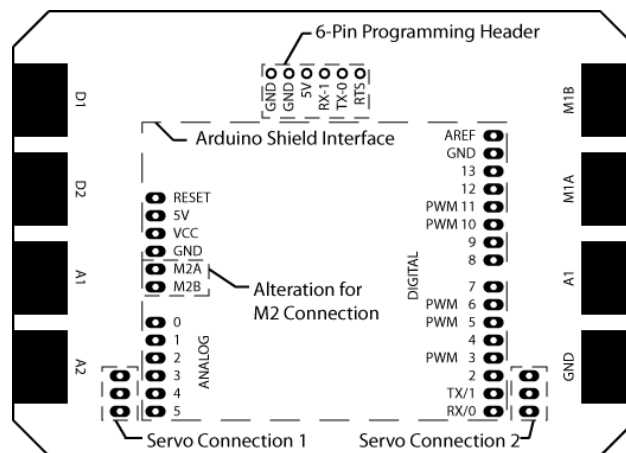 6-Pin Programming Header
GND
GND
5V
RX-1
TX-0
RTS
Arduino Shield Interface
D1
D2
A1
A2
M1B
M1A
A1
GND
RESET
5V
VCC
GND
M2A
M2B
Alteration for
M2 Connection
0
1
2
3
4
5
ANALOG
AREF
GND
13
12
PWM 11
PWM 10
9
8
DIGITAL
7
PWM 6
PWM 5
4
PWM 3
2
TX/1
RX/0
Servo Connection 1
Servo Connection 2